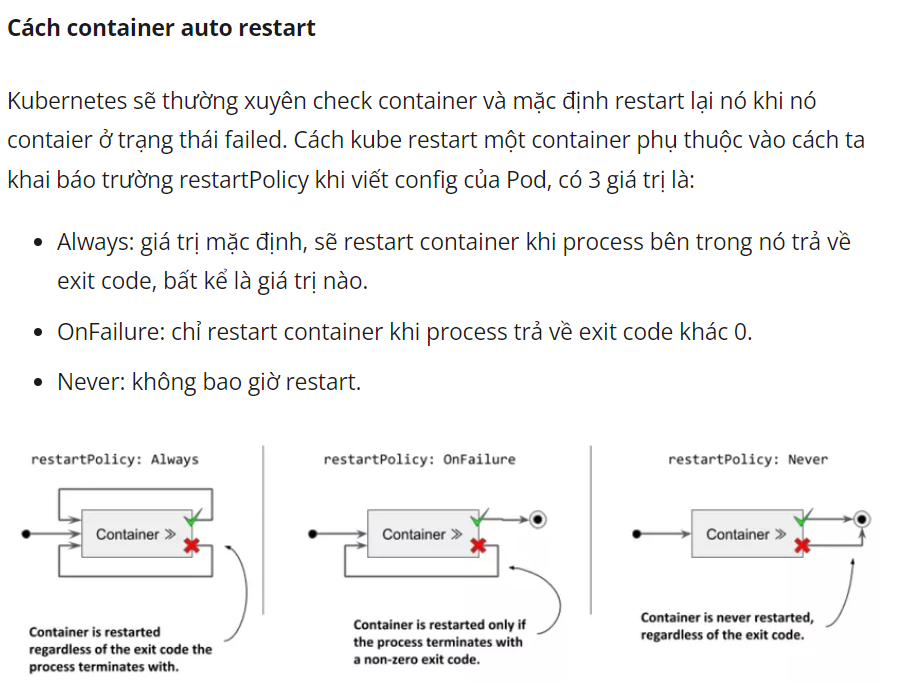 Cách container auto restart
Kubernetes sẽ thường xuyên check container và mặc định restart lại nó khi nó
contaier ở trạng thái failed. Cách kube restart một container phụ thuộc vào cách ta
khai báo trường restartPolicy khi viết config của Pod, có 3 giá trị là:
• Always: giá trị mặc định, sẽ restart container khi process bên trong nó trả về
exit code, bất kể là giá trị nào.
• OnFailure: chỉ restart container khi process trả về exit code khác 0.
• Never: không bao giờ restart.
restartPolicy: Always
Container
Container is restarted
regardless of the exit code the
process terminates with.
restartPolicy: OnFailure
Container
Container is restarted only if
the process terminates with
a non-zero exit code.
restartPolicy: Never
Container
Container is never restarted,
regardless of the exit code.